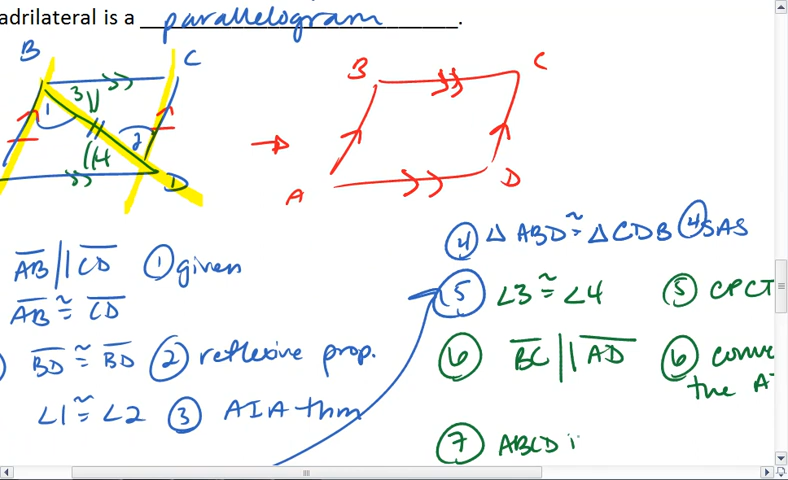 adrilateral is a parallelogram.
B C
3
1
2
4
D
B C
A D
AB || CD ① given
AB ≅ CD
BD ≅ BD ② reflexive prop.
∠1 ≅ ∠2 ③ AIA thm
④ △ABD ≅ △CDB ④ SAS
⑤ ∠3 ≅ ∠4 ⑤ CPCT
⑥ BC || AD ⑥ conve
the A
⑦ ABCD i